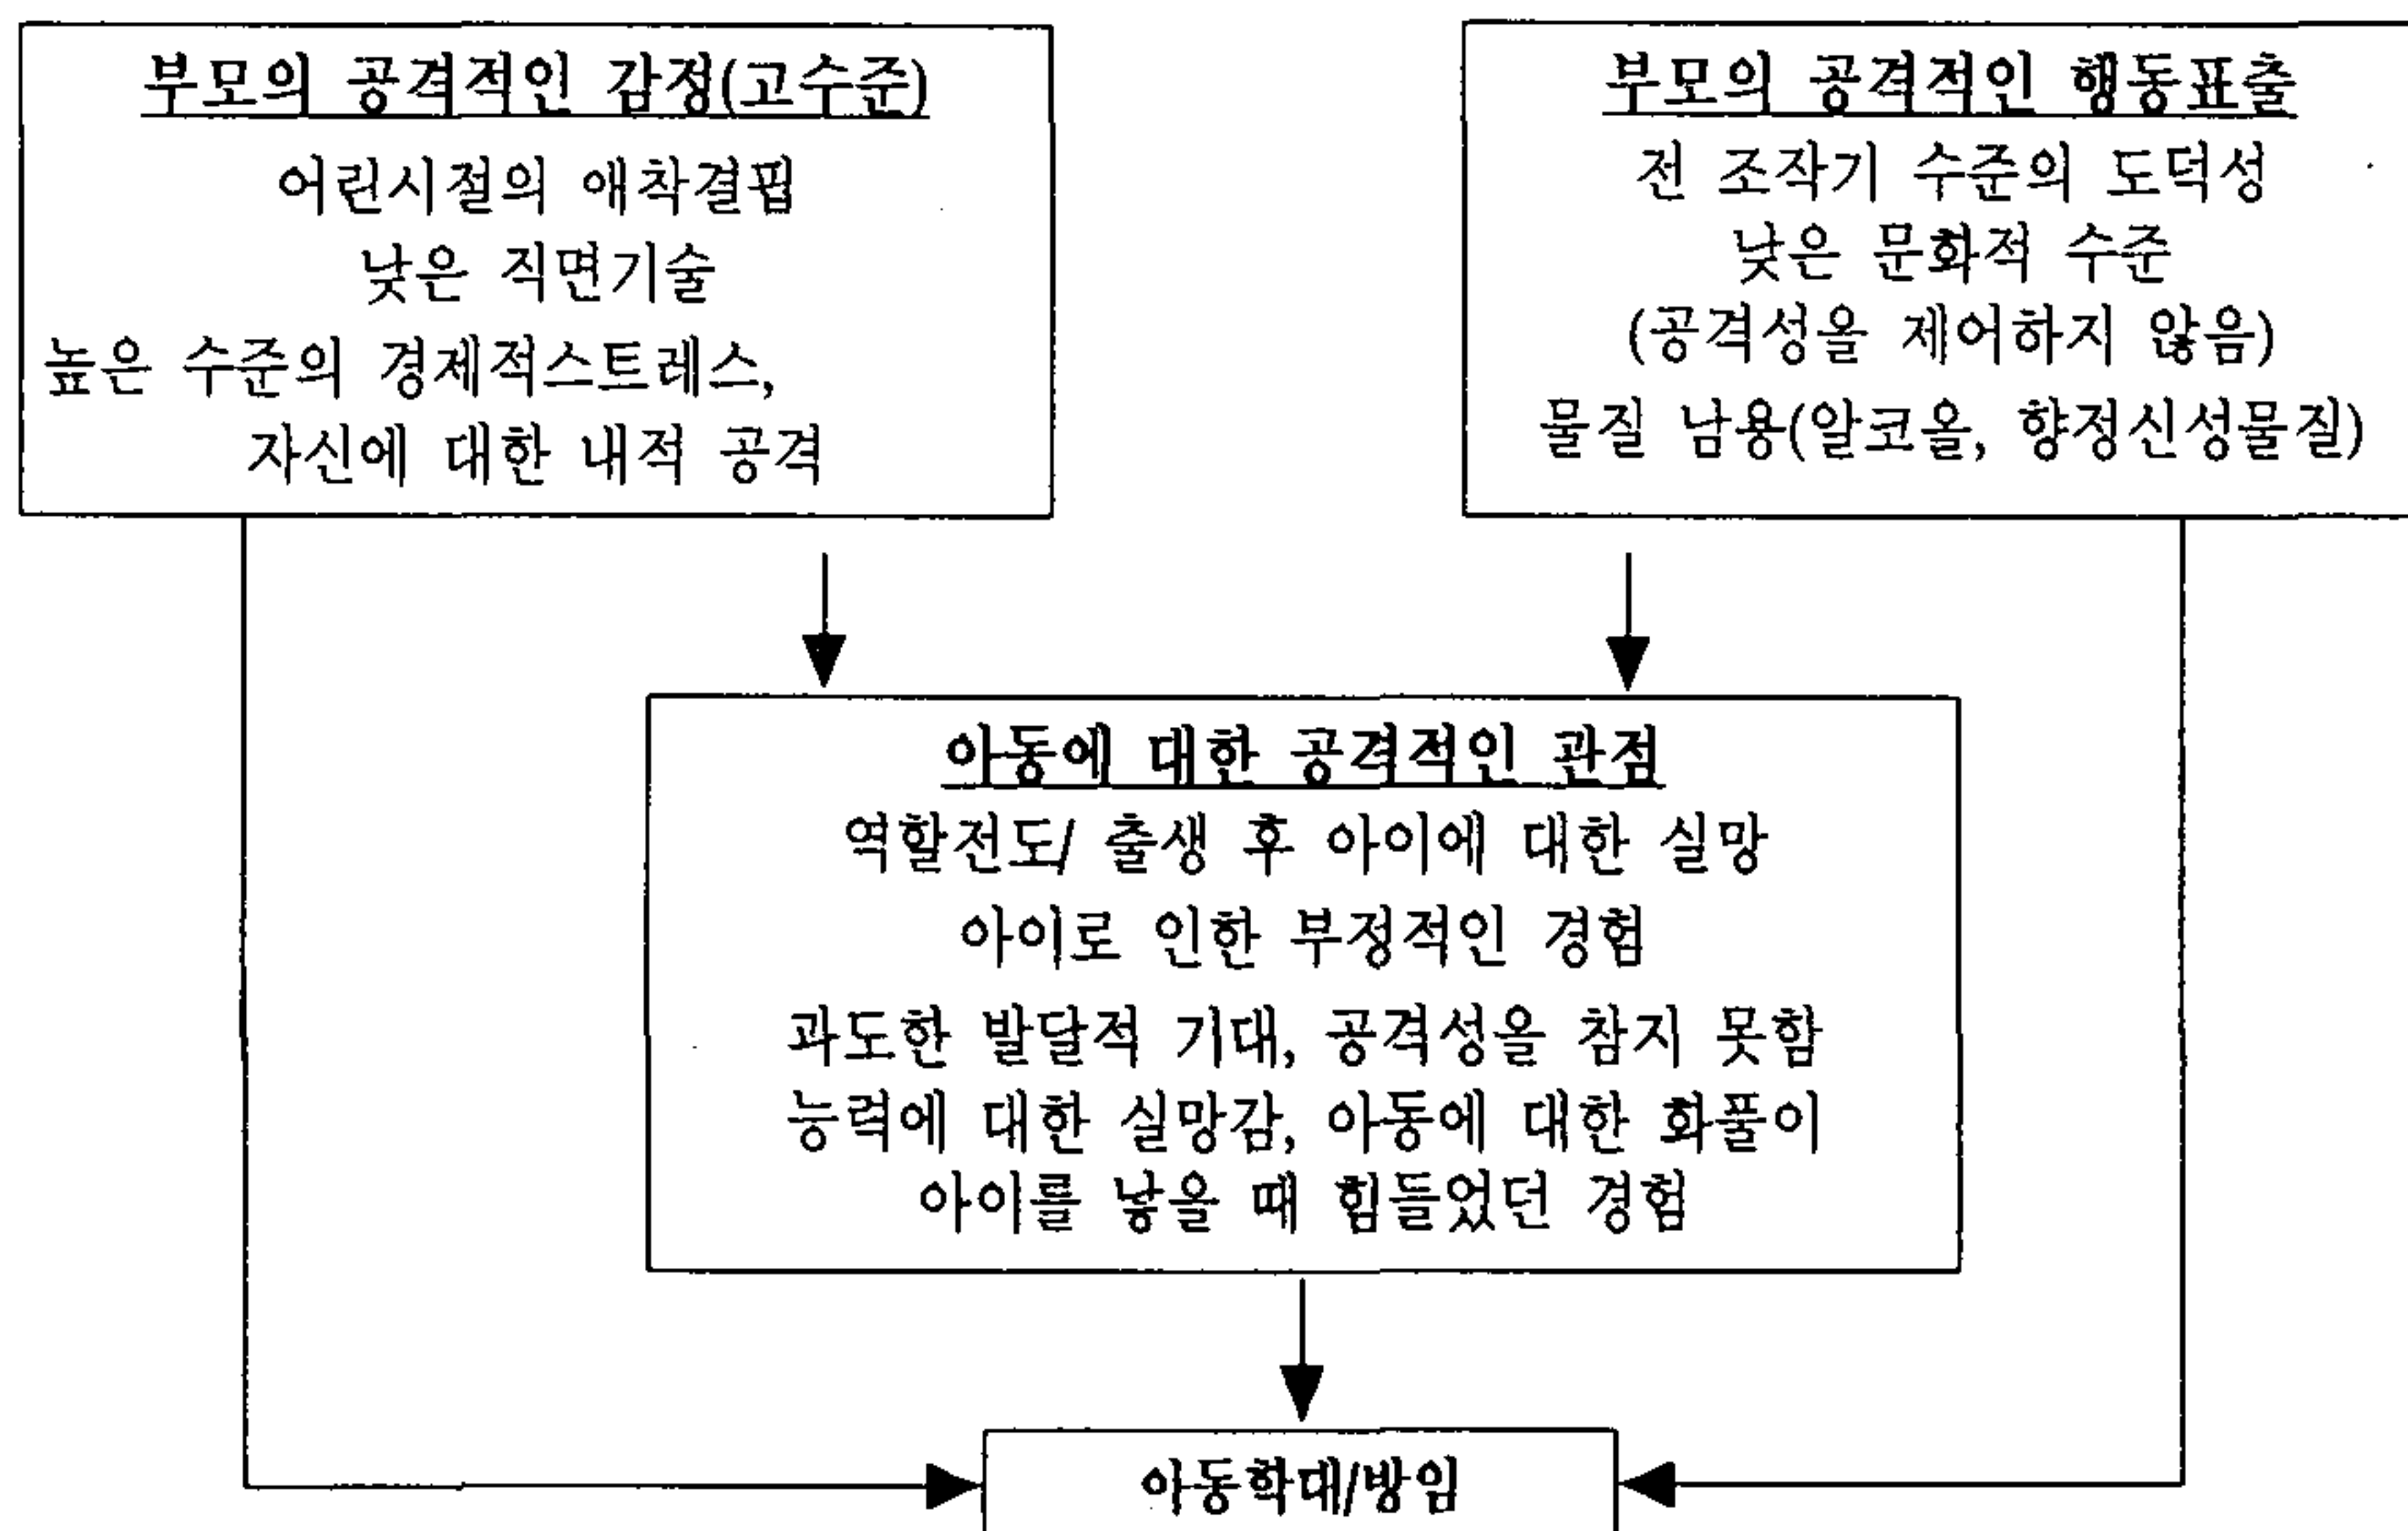 부모의 공격적인 감정(고수준)
어린시절의 애착결핍
낮은 직면기술
높은 수준의 경제적스트레스,
자신에 대한 내적 공격
부모의 공격적인 행동표출
전 조작기 수준의 도덕성
낮은 문화적 수준
(공격성을 제어하지 않음)
물질 남용(알코올, 향정신성물질)
아동에 대한 공격적인 관점
역할전도/ 출생 후 아이에 대한 실망
아이로 인한 부정적인 경험
과도한 발달적 기대, 공격성을 참지 못함
능력에 대한 실망감, 아동에 대한 화풀이
아이를 낳을 때 힘들었던 경험
아동학대/방임